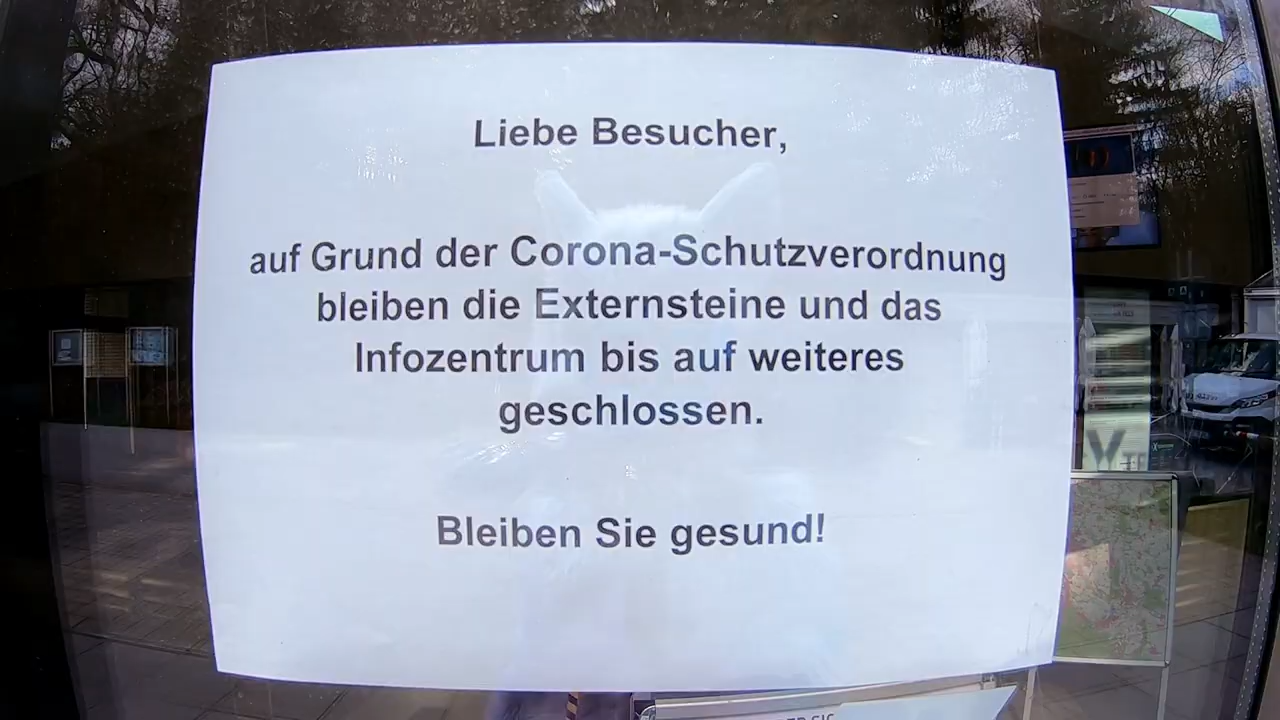 Liebe Besucher,
auf Grund der Corona-Schutzverordnung
bleiben die Externsteine und das
Infozentrum bis auf weiteres
geschlossen.
Bleiben Sie gesund!